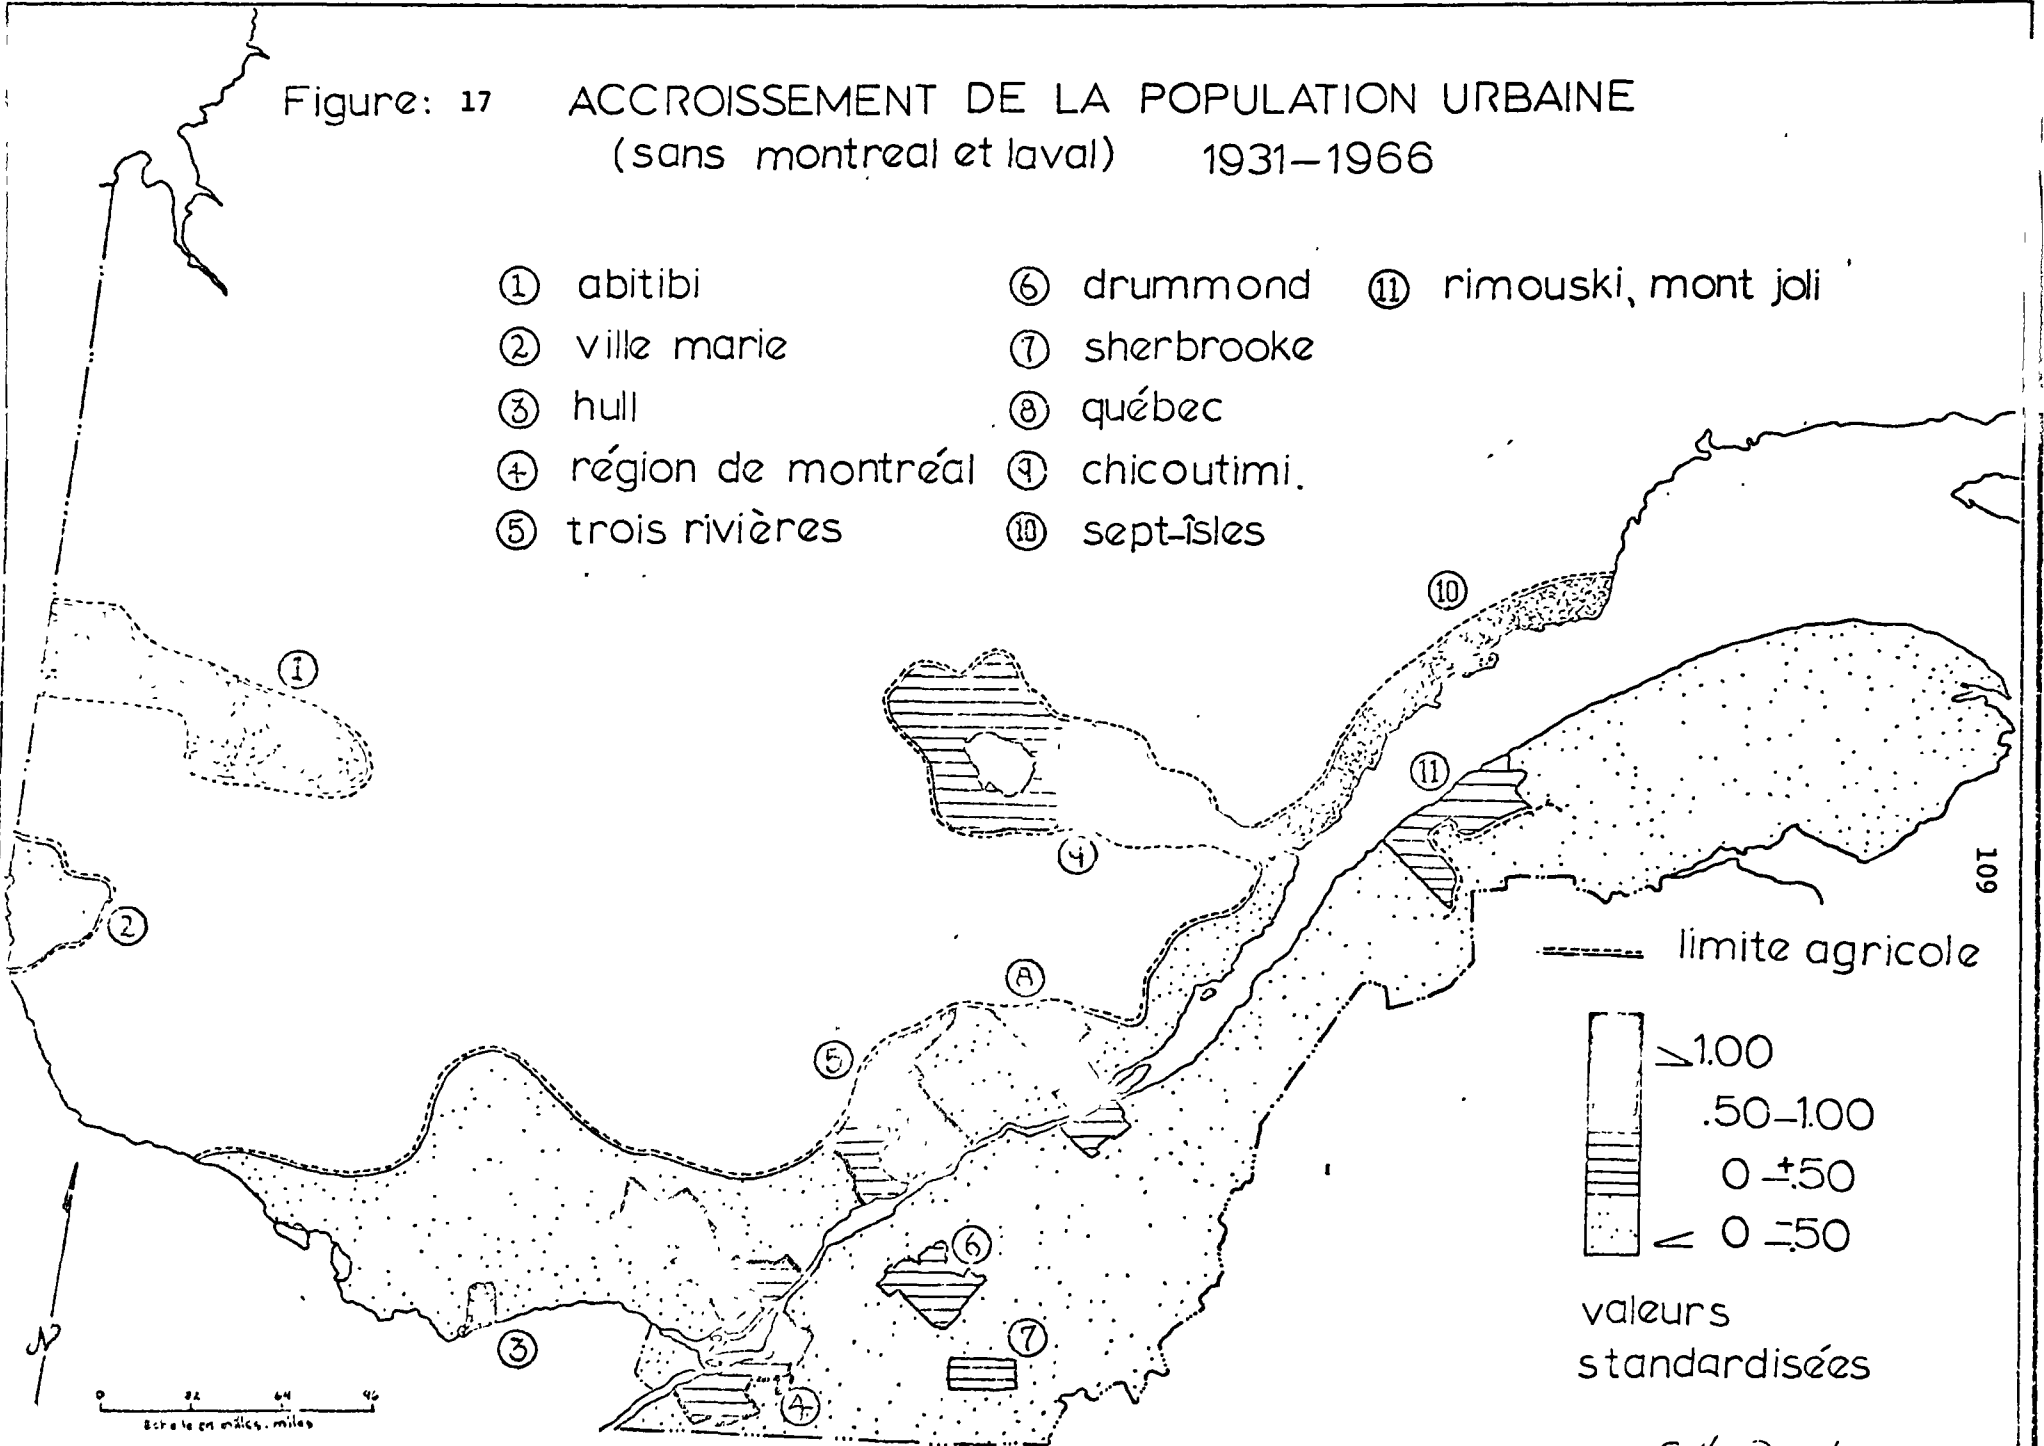 Figure: 17 ACCROISSEMENT DE LA POPULATION URBAINE
(sans montreal et laval) 1931–1966
① abitibi
② ville marie
③ hull
④ région de montréal
⑤ trois rivières
⑥ drummond
⑦ sherbrooke
⑧ québec
⑨ chicoutimi.
⑩ sept-îsles
⑪ rimouski, mont joli
⑩
①
⑪
⑨
109
②
limite agricole
⑧
⑤
≥1.00
.50–1.00
0 ±.50
≤ 0 –.50
⑥
valeurs
standardisées
⑦
③
④
N
0 32 64 96
miles